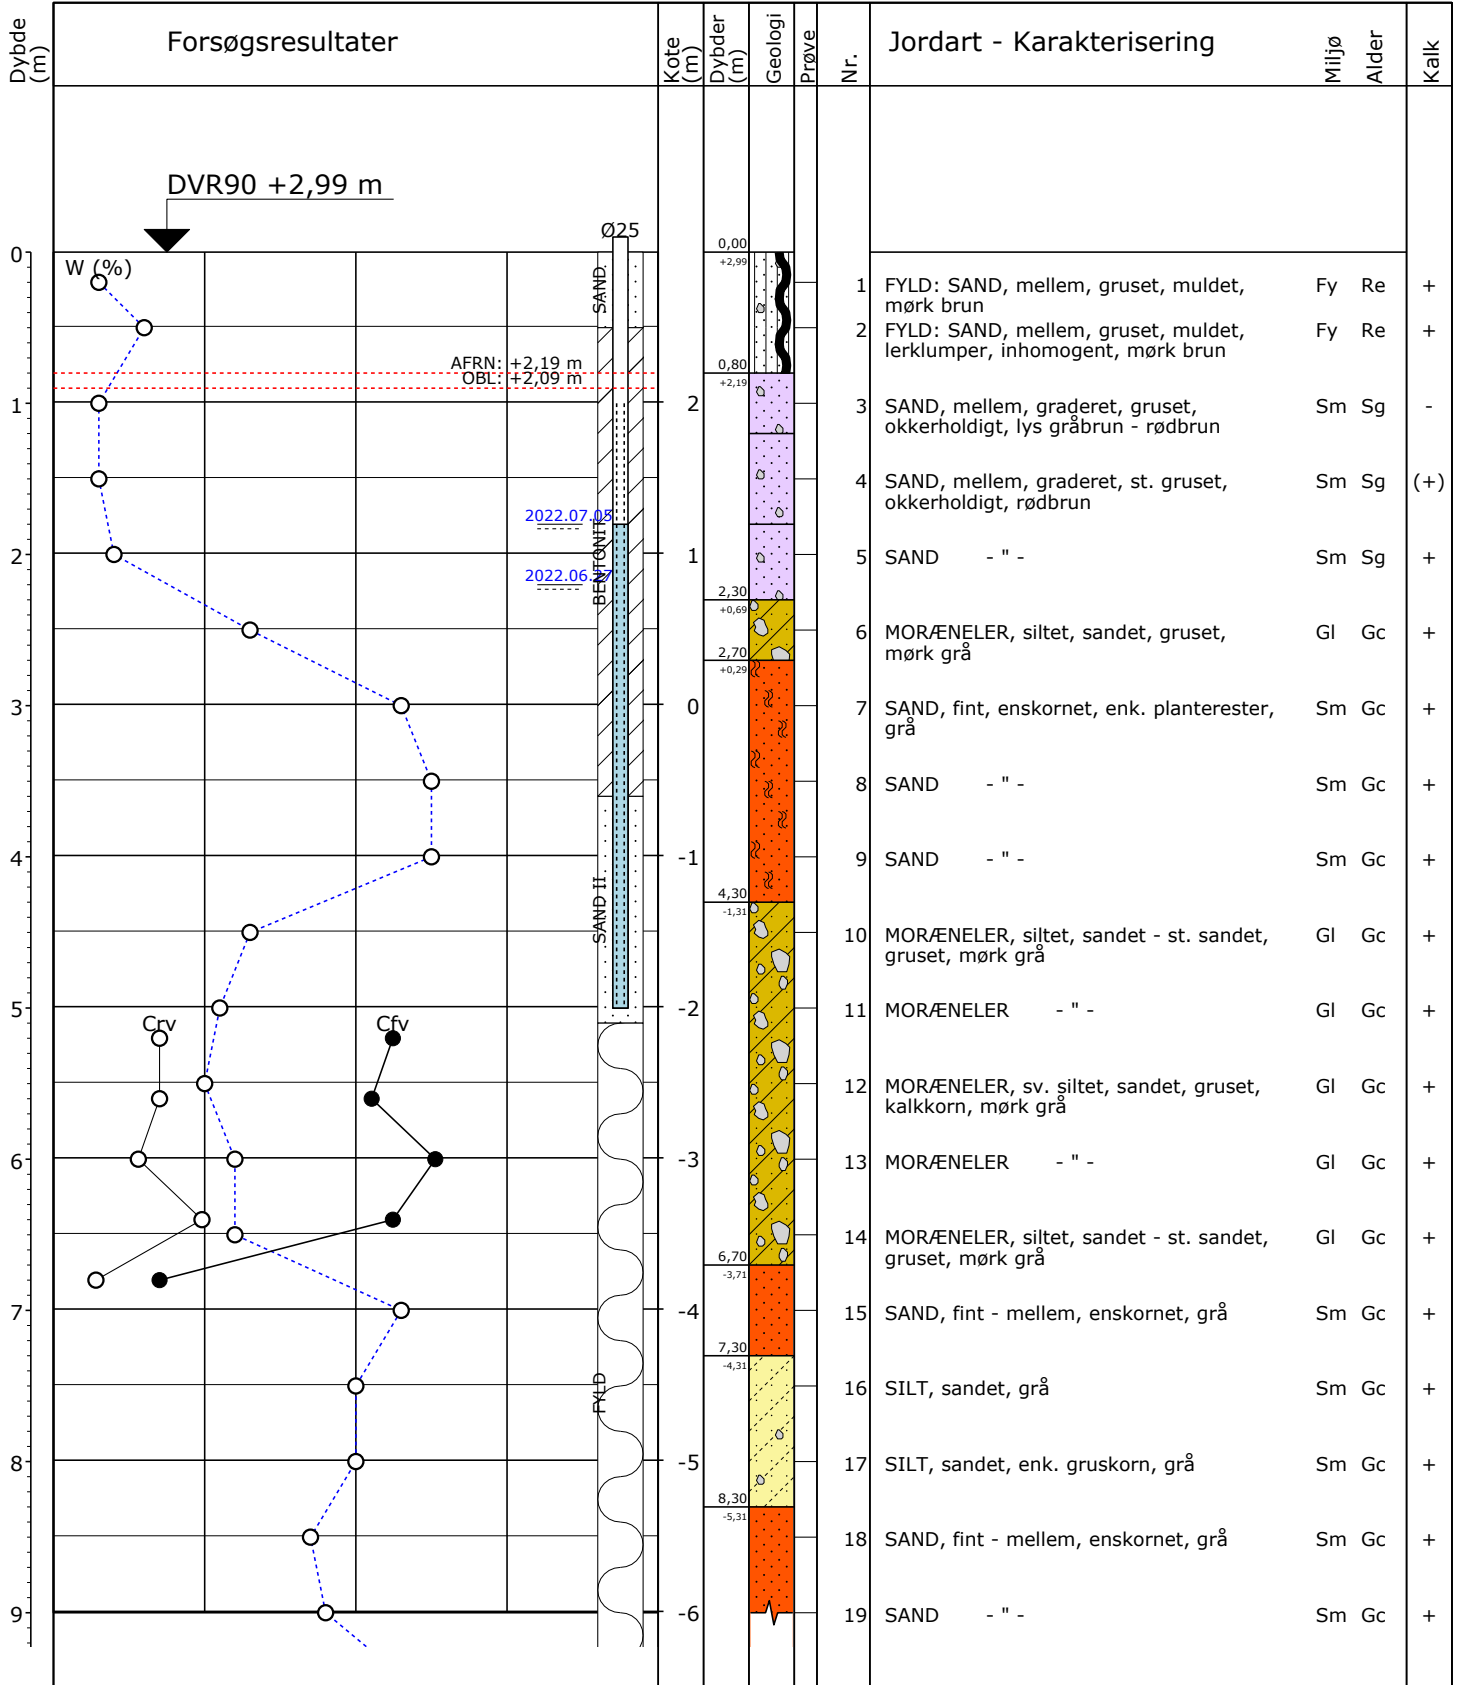 Dybde (m)
Forsøgsresultater
Kote (m)
Dybder (m)
Geologi
Prøve
Nr.
Jordart - Karakterisering
Miljø
Alder
Kalk
DVR90 +2,99 m
Ø25
0
W (%)
SAND
0,00
+2,99
1 FYLD: SAND, mellem, gruset, muldet, Fy Re +
mørk brun
2 FYLD: SAND, mellem, gruset, muldet, Fy Re +
lerklumper, inhomogent, mørk brun
AFRN: +2,19 m
OBL: +2,09 m
0,80
+2,19
1
2
3 SAND, mellem, graderet, gruset, Sm Sg -
okkerholdigt, lys gråbrun - rødbrun
4 SAND, mellem, graderet, st. gruset, Sm Sg (+)
okkerholdigt, rødbrun
2022.07.05
BENTONIT
2
1
5 SAND - " - Sm Sg +
2022.06.27
2,30
+0,69
6 MORÆNELER, siltet, sandet, gruset, Gl Gc +
mørk grå
2,70
+0,29
3
0
7 SAND, fint, enskornet, enk. planterester, Sm Gc +
grå
8 SAND - " - Sm Gc +
4
-1
9 SAND - " - Sm Gc +
SAND II
4,30
-1,31
10 MORÆNELER, siltet, sandet - st. sandet, Gl Gc +
gruset, mørk grå
5
-2
11 MORÆNELER - " - Gl Gc +
Crv
Cfv
12 MORÆNELER, sv. siltet, sandet, gruset, Gl Gc +
kalkkorn, mørk grå
6
-3
13 MORÆNELER - " - Gl Gc +
14 MORÆNELER, siltet, sandet - st. sandet, Gl Gc +
gruset, mørk grå
6,70
-3,71
7
-4
15 SAND, fint - mellem, enskornet, grå Sm Gc +
7,30
-4,31
FYLD
16 SILT, sandet, grå Sm Gc +
8
-5
17 SILT, sandet, enk. gruskorn, grå Sm Gc +
8,30
-5,31
18 SAND, fint - mellem, enskornet, grå Sm Gc +
9
-6
19 SAND - " - Sm Gc +